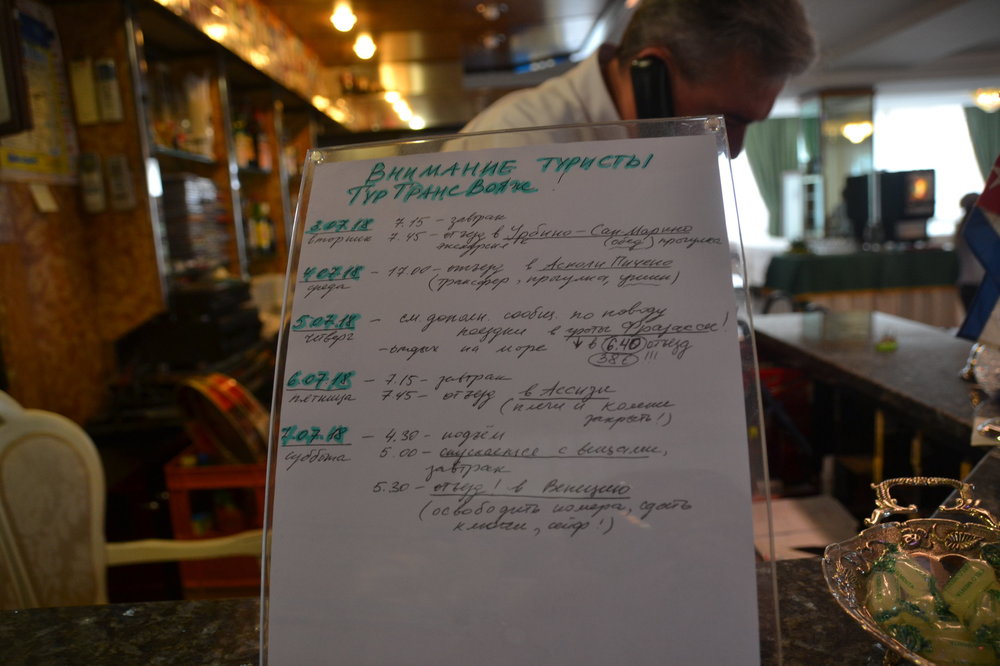 Внимание туристы
ТурТрансВояж!
3.07.18 7.15 - завтрак
вторник 7.45 - отъезд в Урбино - Сан Марино
экскурсия (обед) прогулка
4.07.18 - 17.00 - отъезд в Асколи Пичено
среда (трансфер, прогулка, ужин)
5.07.18 - см. дополн. сообщ. по поводу
четверг поездки в гроты Фразасси!
- отдых на море в 6.40 отъезд
38€ !!!
6.07.18 - 7.15 - завтрак
пятница 7.45 - отъезд в Ассизи
(плечи и колени
закрыть!)
7.07.18 - 4.30 - подъём
суббота 5.00 - спускаемся с вещами,
завтрак
5.30 - отъезд! в Венецию
(освободить номера, сдать
ключи, сейф!)